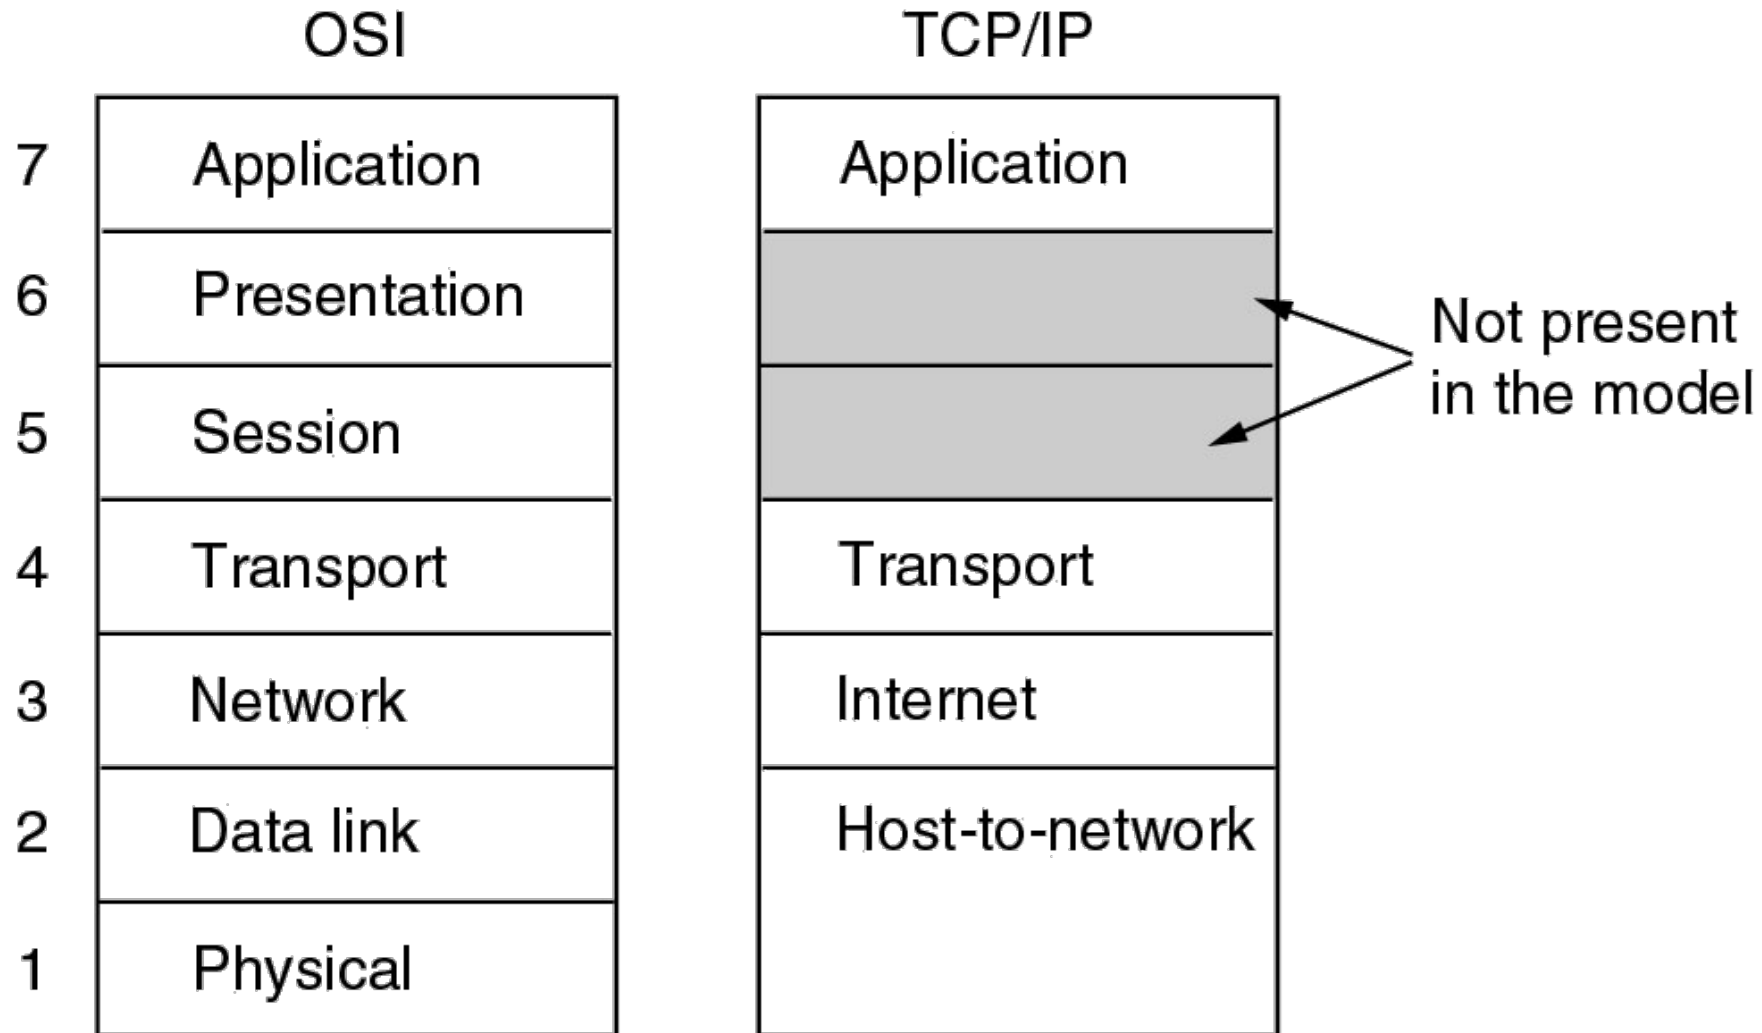 OSI
TCP/IP
7 Application Application
6 Presentation
Not present
in the model
5 Session
4 Transport Transport
3 Network Internet
2 Data link Host-to-network
1 Physical